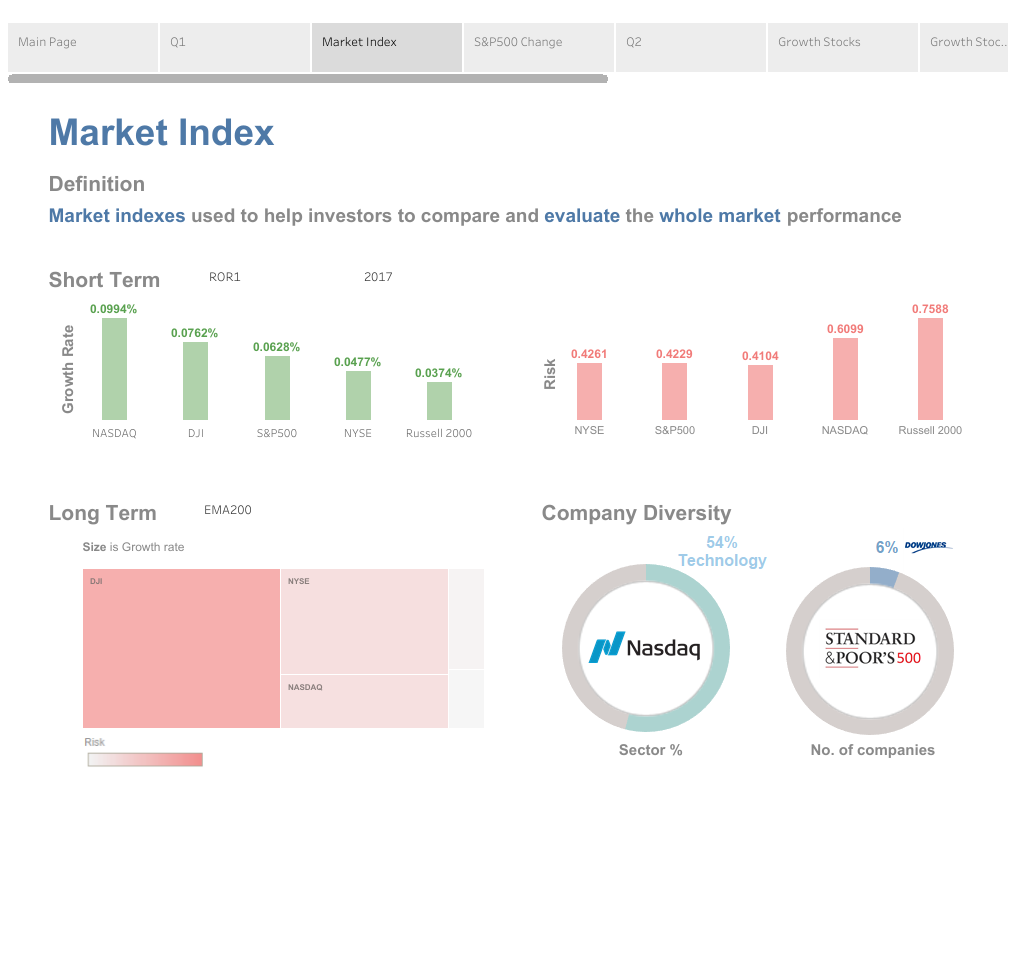 Main Page
Q1
Market Index
S&P500 Change
Q2
Growth Stocks
Growth Stoc..
Market Index
Definition
Market indexes used to help investors to compare and evaluate the whole market performance
Short Term
ROR1
2017
Growth Rate
0.0994%
0.0762%
0.0628%
0.0477%
0.0374%
NASDAQ
DJI
S&P500
NYSE
Russell 2000
Risk
0.4261
0.4229
0.4104
0.6099
0.7588
NYSE
S&P500
DJI
NASDAQ
Russell 2000
Long Term
EMA200
Size is Growth rate
DJI
NYSE
NASDAQ
Risk
Company Diversity
54%
Technology
Nasdaq
Sector %
6%
DOWJONES
STANDARD
&POOR'S 500
No. of companies